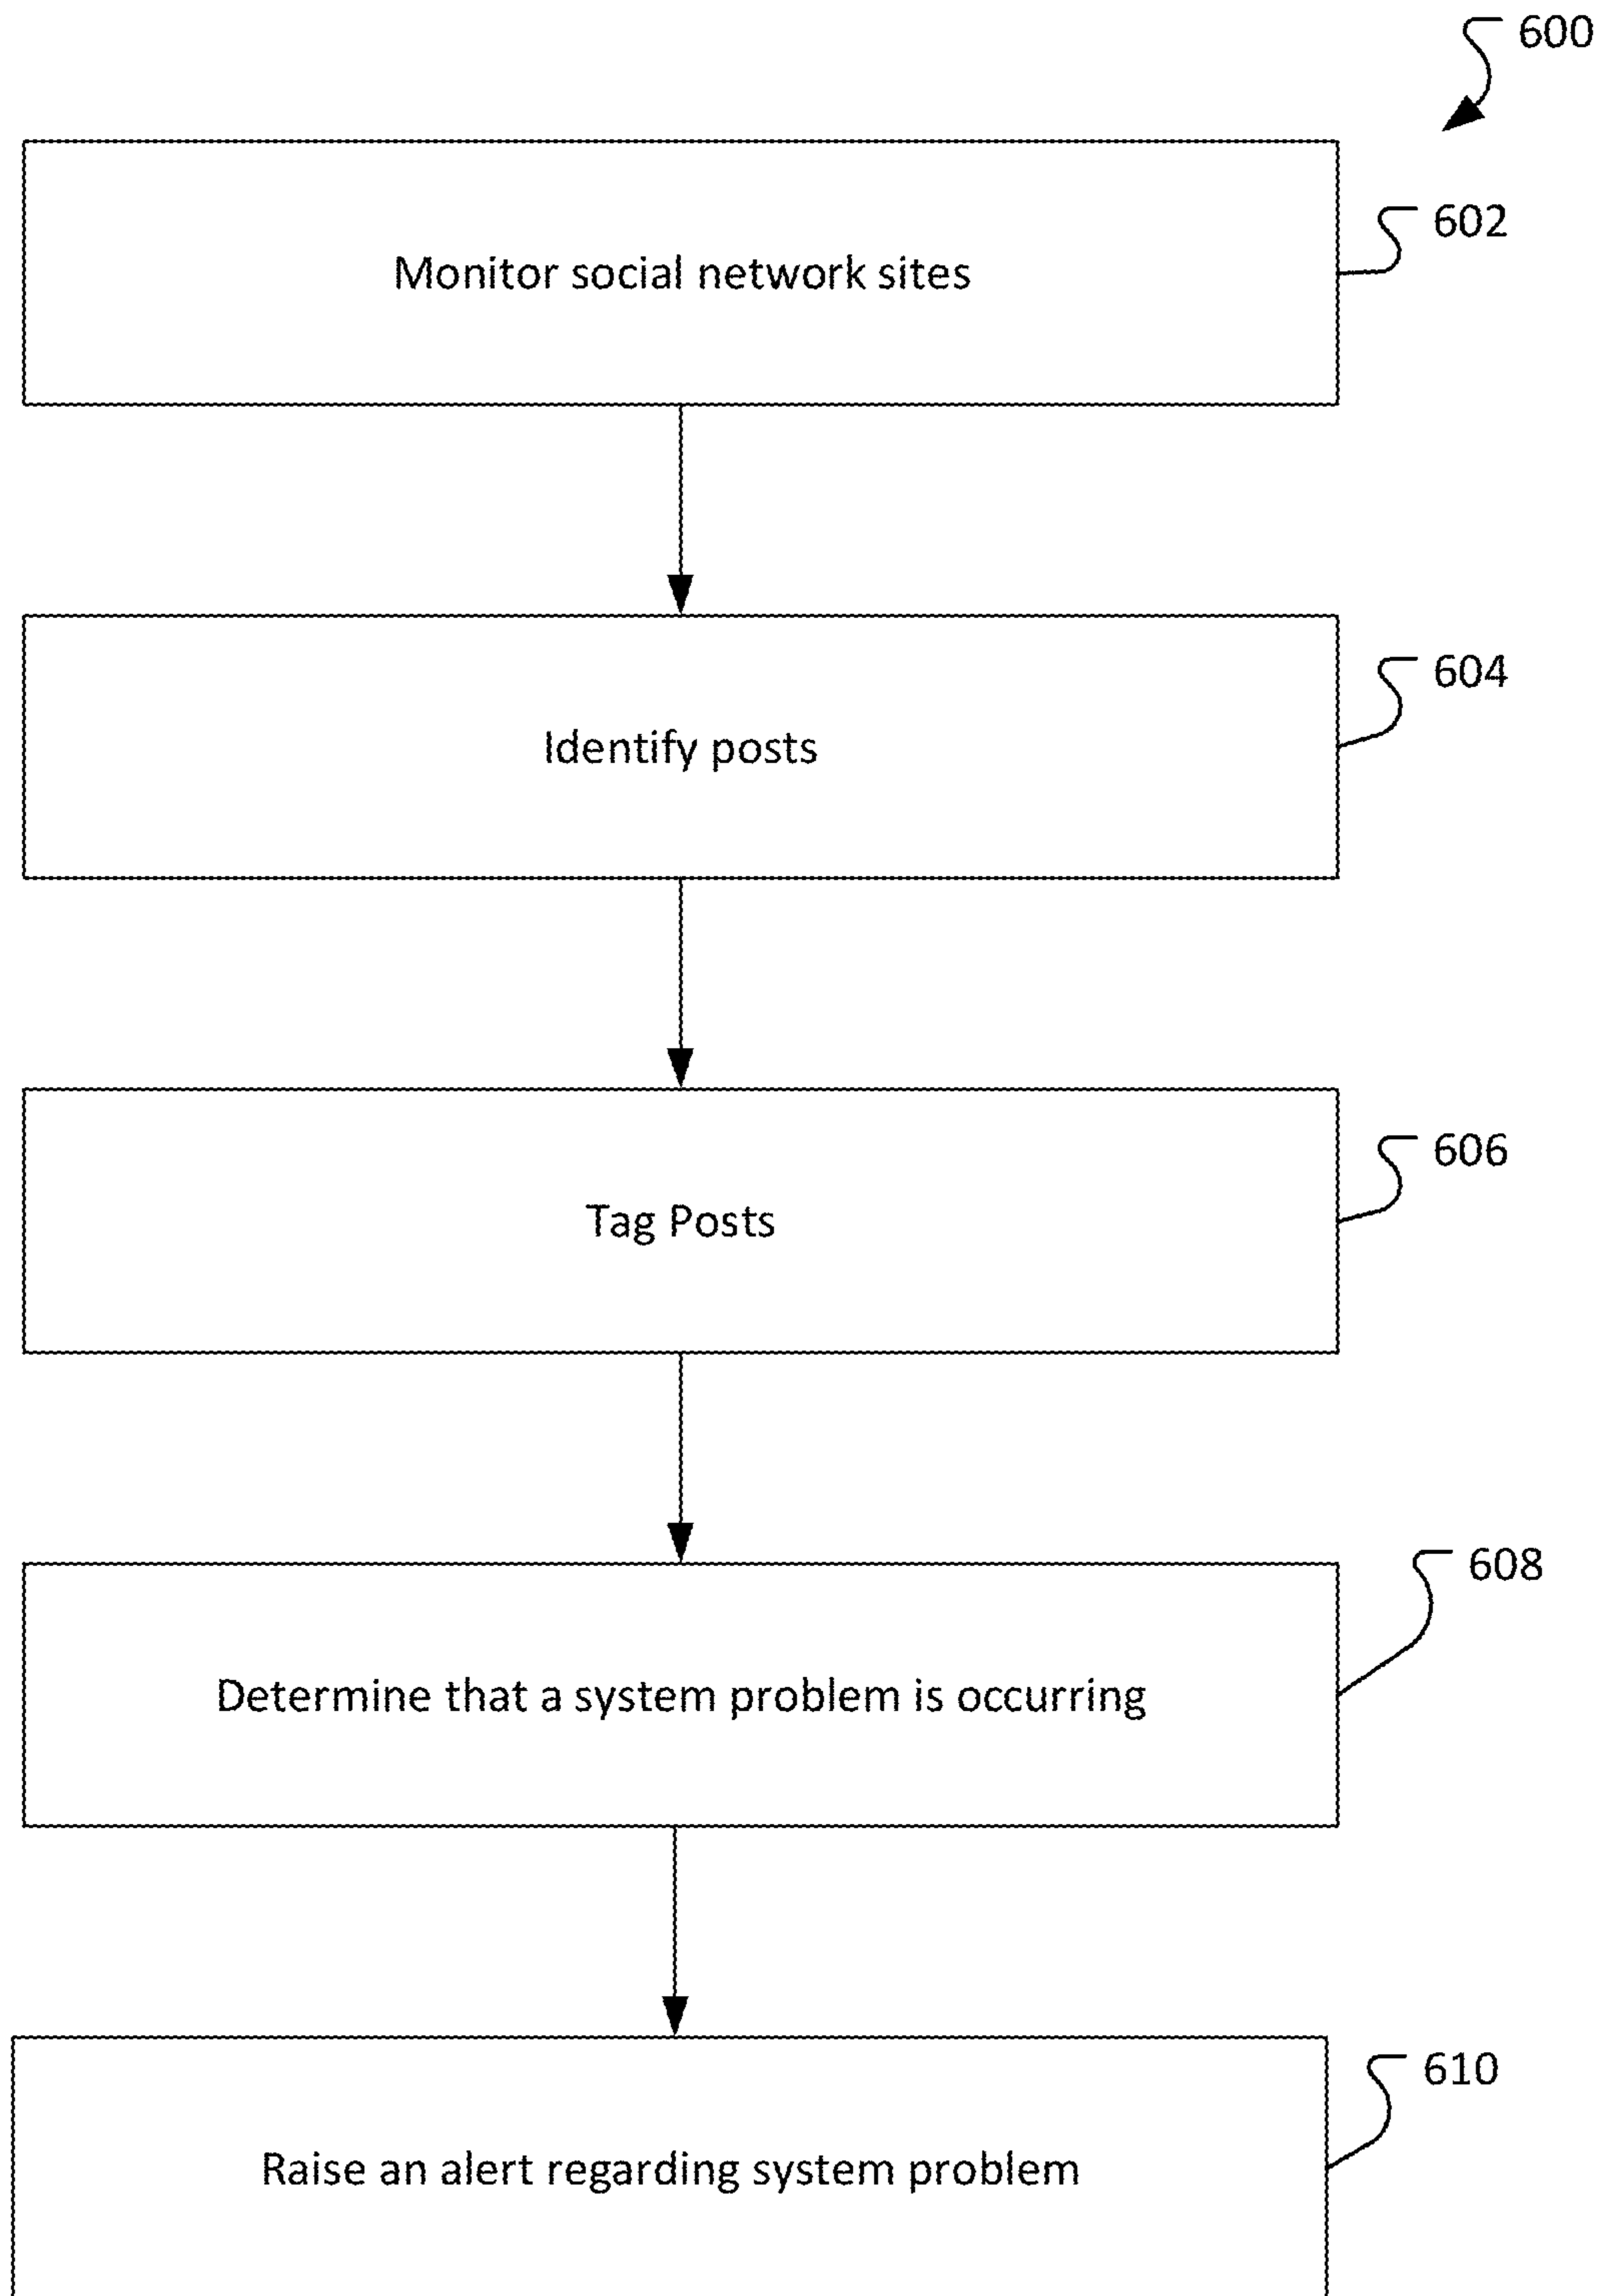 600
Monitor social network sites
602
Identify posts
604
Tag Posts
606
Determine that a system problem is occurring
608
Raise an alert regarding system problem
610